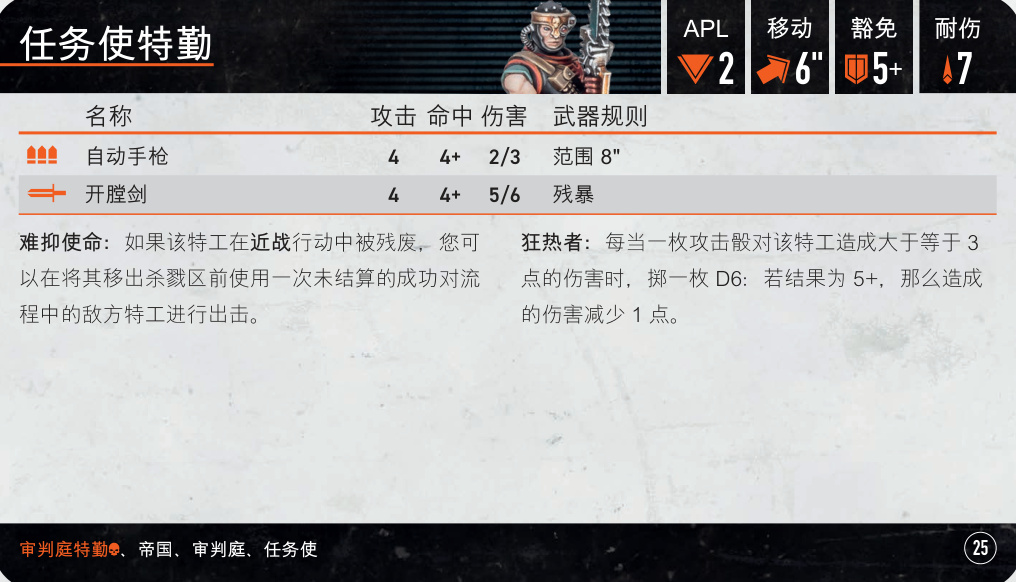 任务使特勤
APL 移动 豁免 耐伤
2 6" 5+ 7
名称 攻击 命中 伤害 武器规则
自动手枪 4 4+ 2/3 范围 8"
开膛剑 4 4+ 5/6 残暴
难抑使命：如果该特工在近战行动中被残废，您可
以在将其移出杀戮区前使用一次未结算的成功对流
程中的敌方特工进行出击。
狂热者：每当一枚攻击骰对该特工造成大于等于 3
点的伤害时，掷一枚 D6：若结果为 5+，那么造成
的伤害减少 1 点。
审判庭特勤、帝国、审判庭、任务使
25